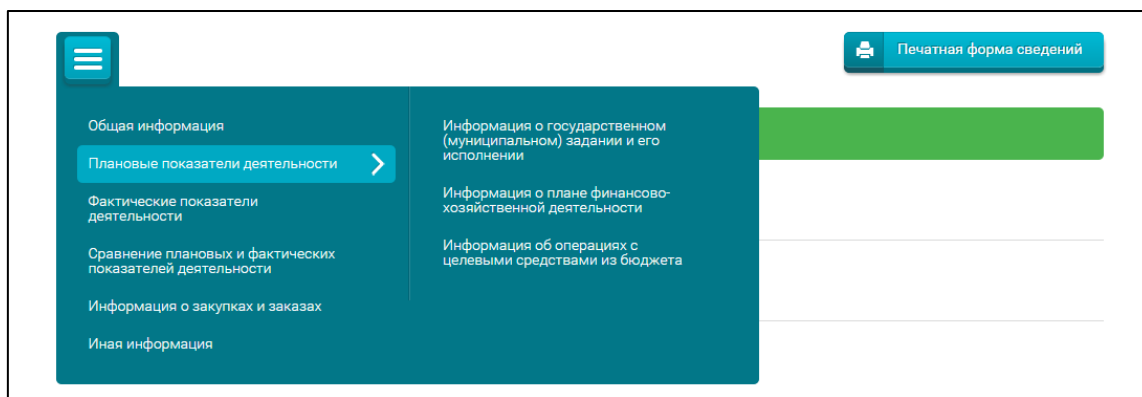 Печатная форма сведений
Общая информация
Плановые показатели деятельности
Фактические показатели
деятельности
Сравнение плановых и фактических
показателей деятельности
Информация о закупках и заказах
Иная информация
Информация о государственном
(муниципальном) задании и его
исполнении
Информация о плане финансово-
хозяйственной деятельности
Информация об операциях с
целевыми средствами из бюджета